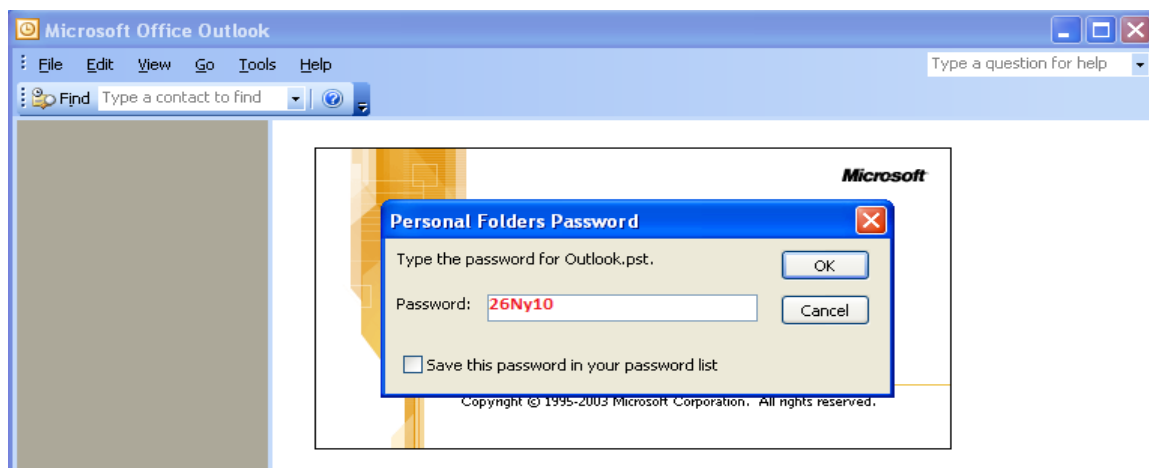 Microsoft Office Outlook
File Edit View Go Tools Help
Type a question for help
Find Type a contact to find
Microsoft
Personal Folders Password
Type the password for Outlook.pst.
OK
Password: 26Ny10
Cancel
Save this password in your password list
Copyright © 1995-2003 Microsoft Corporation. All rights reserved.